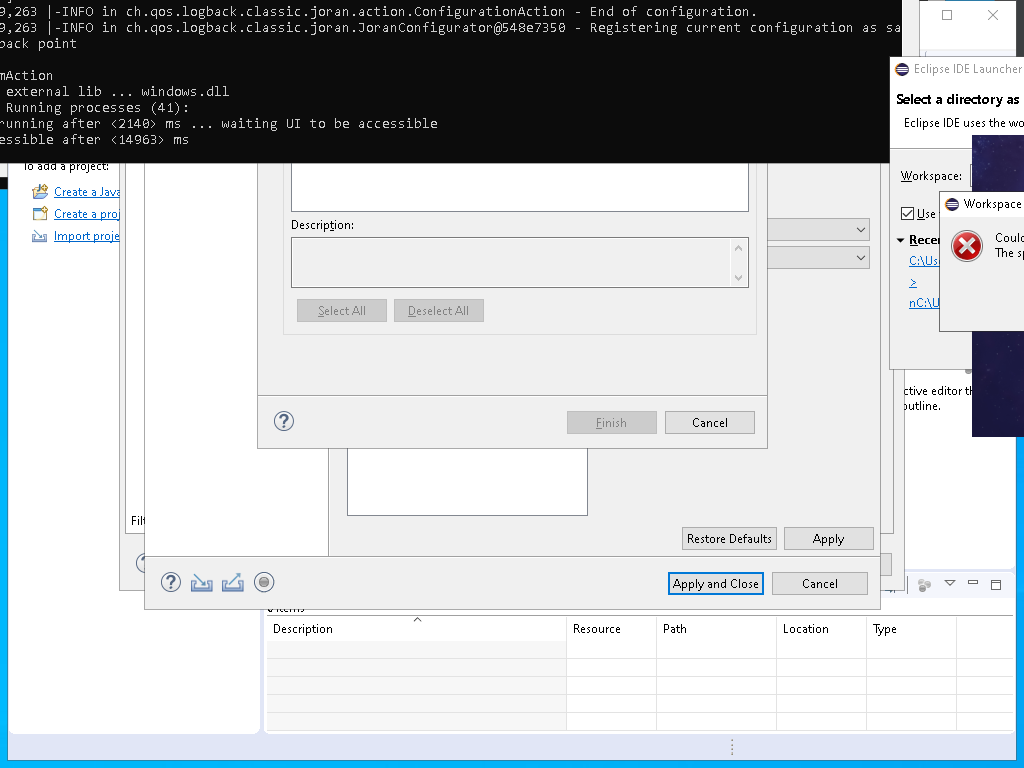 9,263 |-INFO in ch.qos.logback.classic.joran.action.ConfigurationAction - End of configuration.
9,263 |-INFO in ch.qos.logback.classic.joran.JoranConfigurator@548e7350 - Registering current configuration as sa
back point
mAction
external lib ... windows.dll
Running processes (41):
running after <2140> ms ... waiting UI to be accessible
essible after <14963> ms
Eclipse IDE Launcher
Select a directory as
Eclipse IDE uses the wo
Workspace:
Use
Recen
C:\Use
>
nC:\U
Workspace
Could
The sp
To add a project:
Create a Java
Create a proj
Import proje
Description:
Select All
Deselect All
Finish
Cancel
ctive editor th
outline.
Filt
Restore Defaults
Apply
Apply and Close
Cancel
0 items
Description
Resource
Path
Location
Type